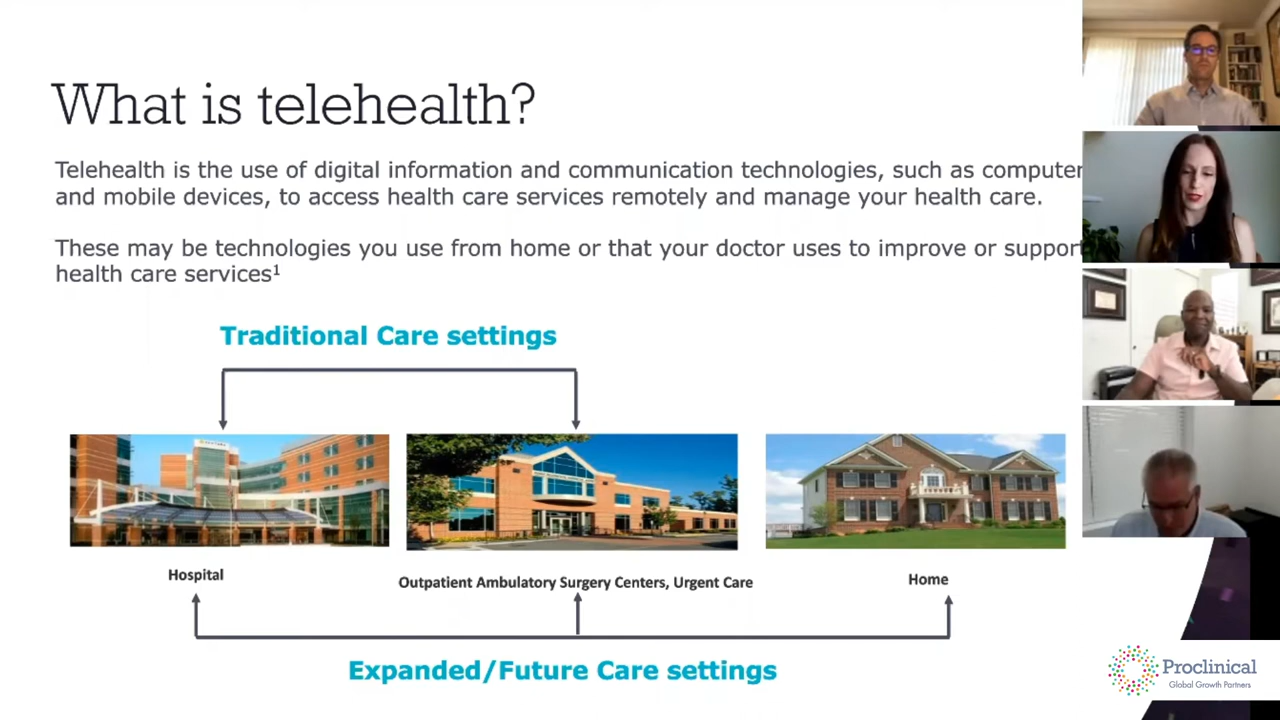 What is telehealth?
Telehealth is the use of digital information and communication technologies, such as computer
and mobile devices, to access health care services remotely and manage your health care.
These may be technologies you use from home or that your doctor uses to improve or support
health care services¹
Traditional Care settings
Hospital
Outpatient Ambulatory Surgery Centers, Urgent Care
Home
Expanded/Future Care settings
Proclinical
Global Growth Partners